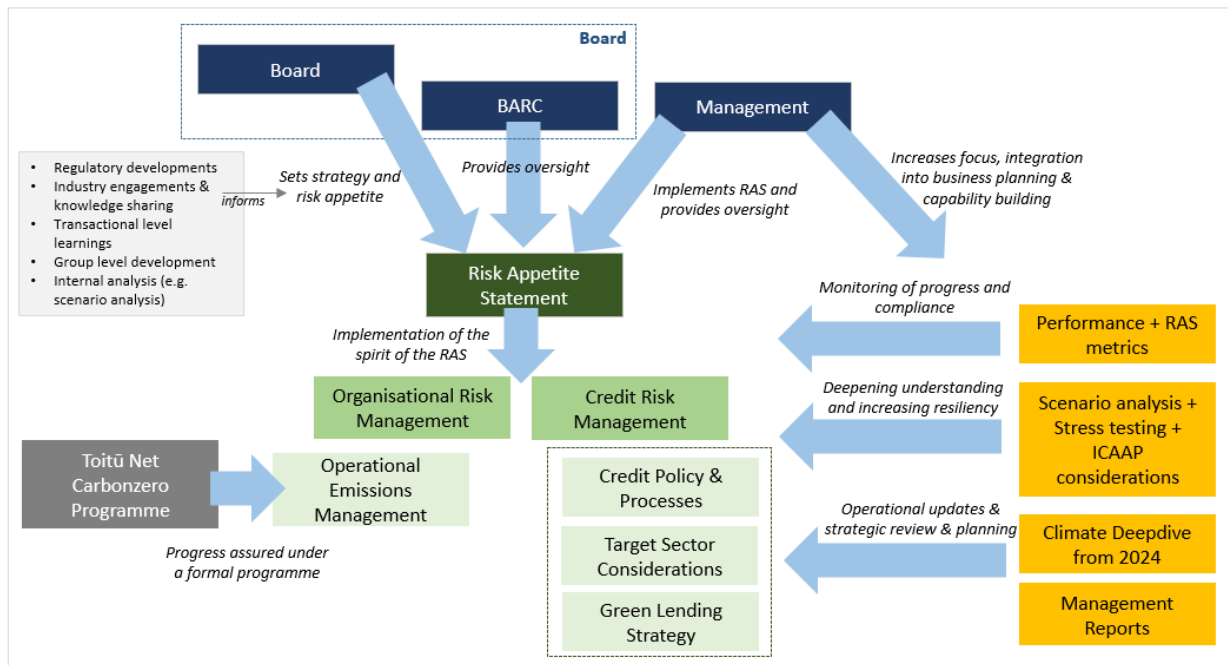 Board
Board
BARC
Management
• Regulatory developments
• Industry engagements &
knowledge sharing
• Transactional level
learnings
• Group level development
• Internal analysis (e.g.
scenario analysis)
informs
Sets strategy and
risk appetite
Provides oversight
Implements RAS and
provides oversight
Increases focus, integration
into business planning &
capability building
Risk Appetite
Statement
Implementation of the
spirit of the RAS
Monitoring of progress and
compliance
Performance + RAS
metrics
Organisational Risk
Management
Credit Risk
Management
Deepening understanding
and increasing resiliency
Scenario analysis +
Stress testing +
ICAAP
considerations
Toitū Net
Carbonzero
Programme
Operational
Emissions
Management
Progress assured under
a formal programme
Credit Policy &
Processes
Target Sector
Considerations
Green Lending
Strategy
Operational updates &
strategic review & planning
Climate Deepdive
from 2024
Management
Reports